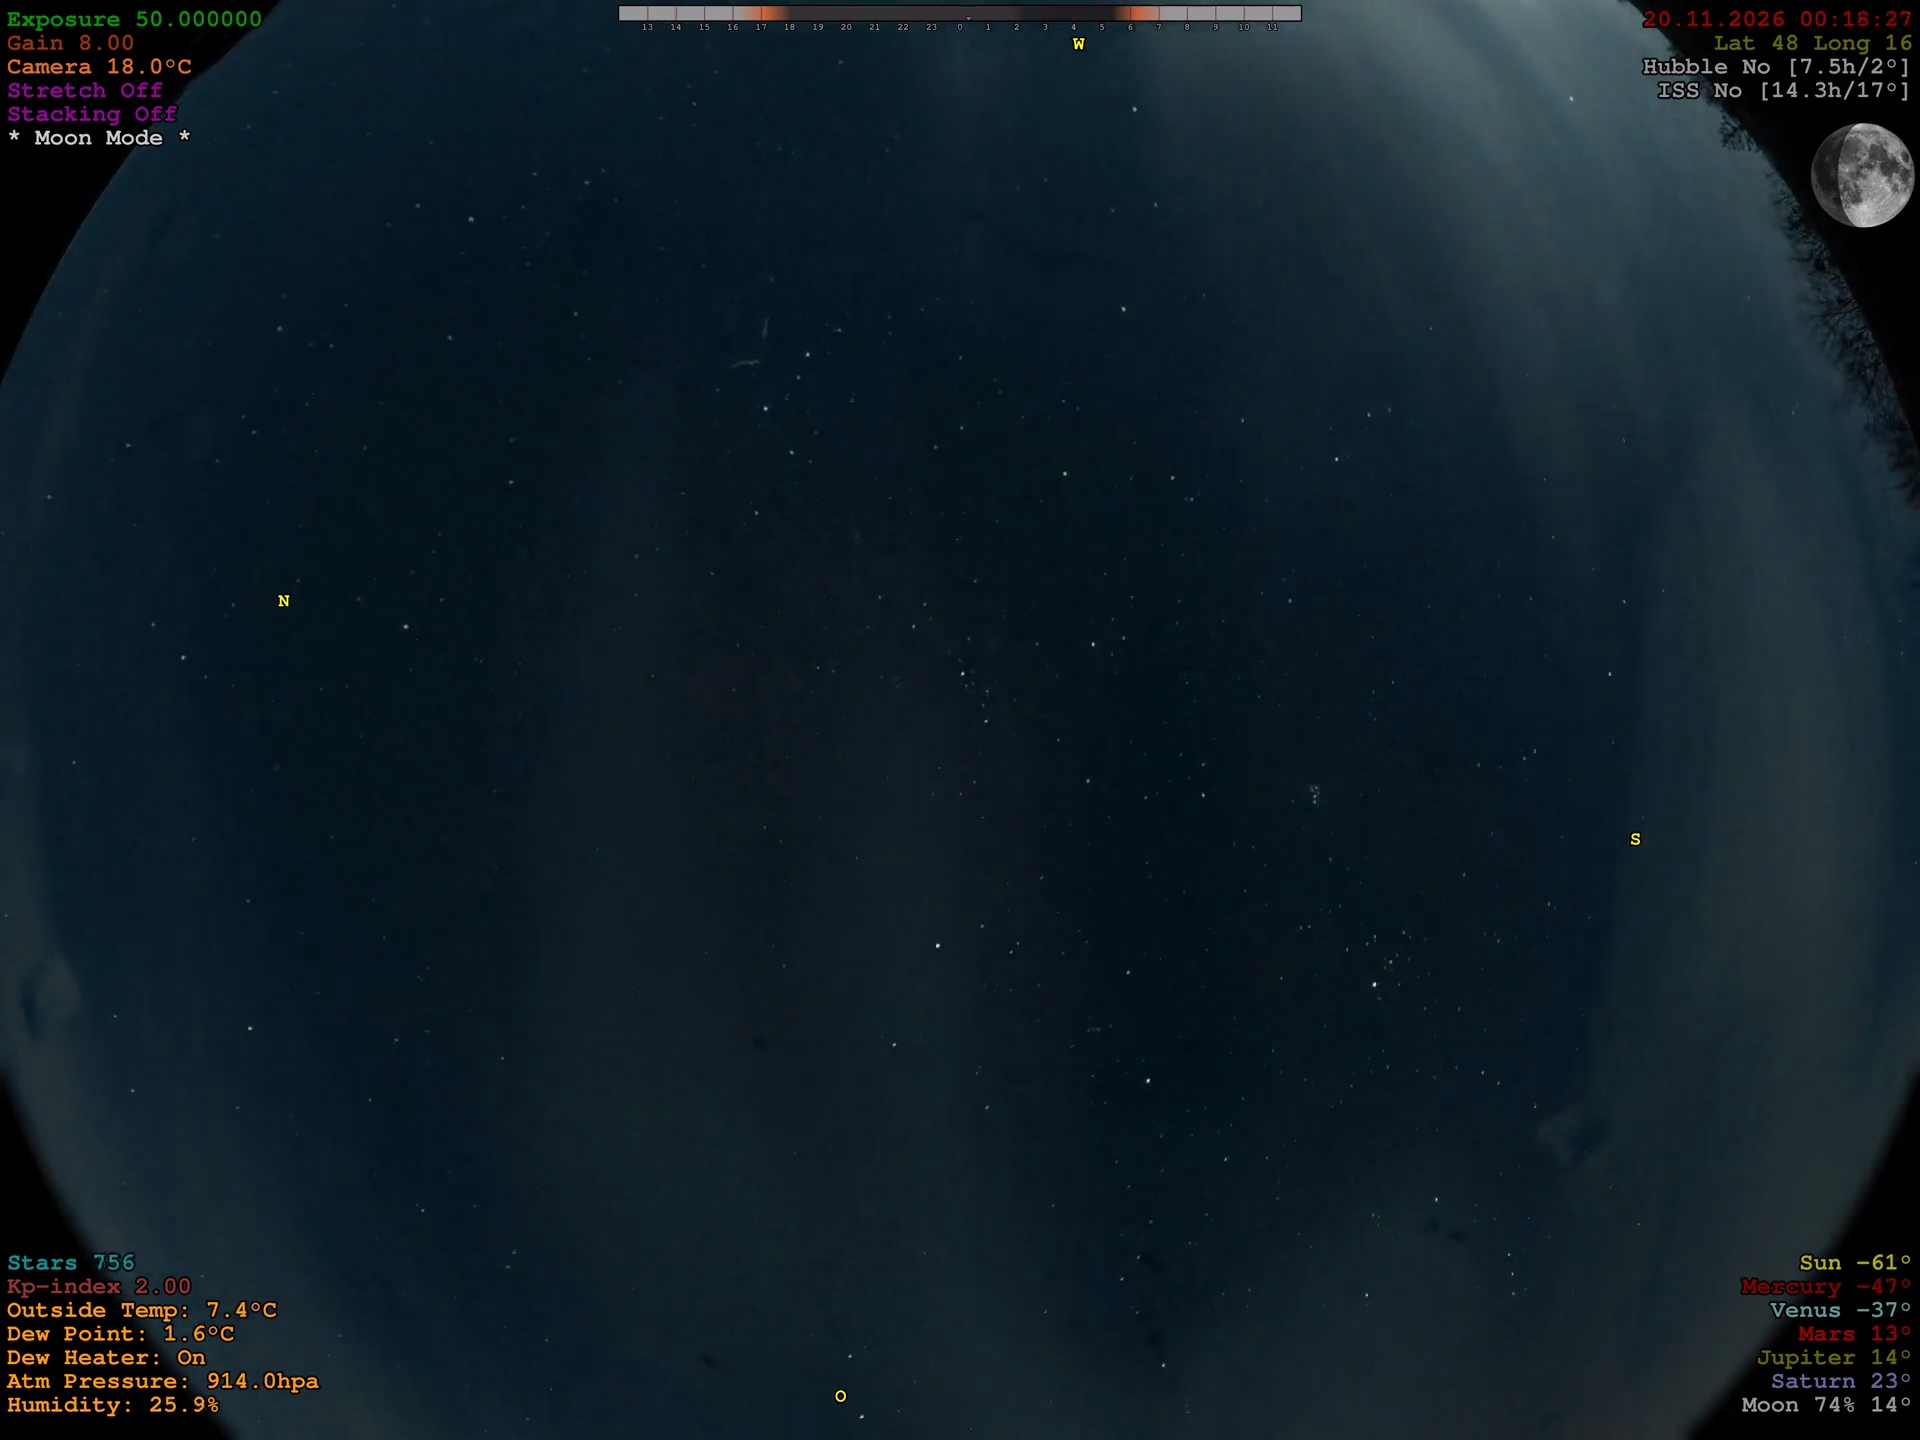 Exposure 50.000000
Gain 8.00
Camera 18.0°C
Stretch Off
Stacking Off
* Moon Mode *
13 14 15 16 17 18 19 20 21 22 23 0 1 2 3 4 5 6 7 8 9 10 11
W
20.11.2026 00:18:27
Lat 48 Long 16
Hubble No [7.5h/2°]
ISS No [14.3h/17°]
N
S
Stars 756
Kp-index 2.00
Outside Temp: 7.4°C
Dew Point: 1.6°C
Dew Heater: On
Atm Pressure: 914.0hpa
Humidity: 25.9%
O
Sun -61°
Mercury -47°
Venus -37°
Mars 13°
Jupiter 14°
Saturn 23°
Moon 74% 14°